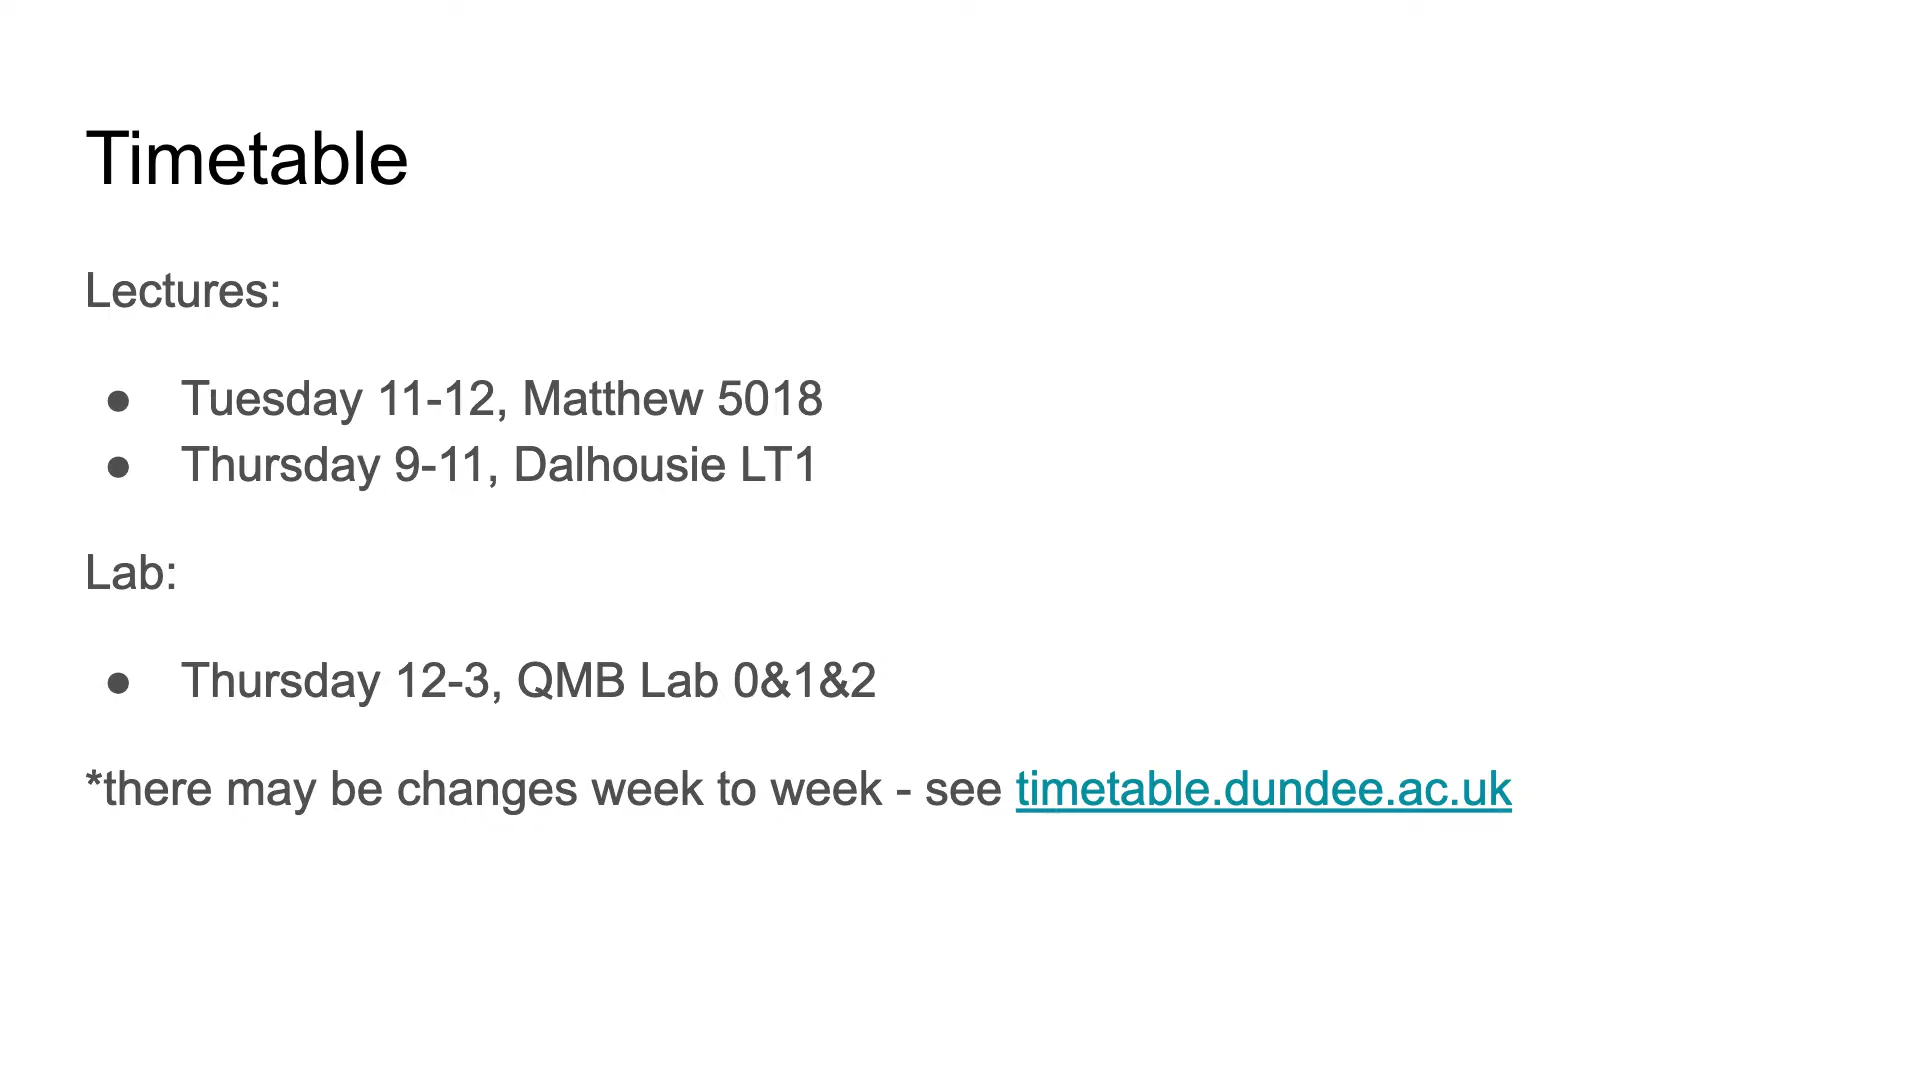 Timetable
Lectures:
● Tuesday 11-12, Matthew 5018
● Thursday 9-11, Dalhousie LT1
Lab:
● Thursday 12-3, QMB Lab 0&1&2
*there may be changes week to week - see timetable.dundee.ac.uk